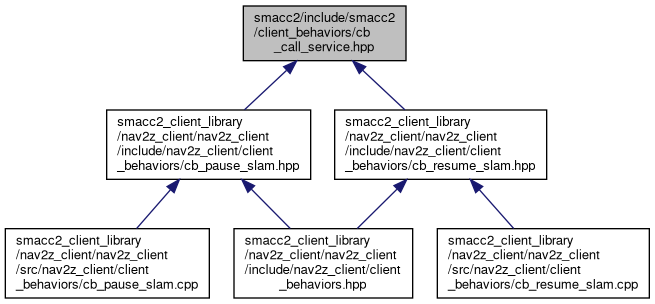 smacc2/include/smacc2
/client_behaviors/cb
_call_service.hpp
smacc2_client_library
/nav2z_client/nav2z_client
/include/nav2z_client/client
_behaviors/cb_pause_slam.hpp
smacc2_client_library
/nav2z_client/nav2z_client
/include/nav2z_client/client
_behaviors/cb_resume_slam.hpp
smacc2_client_library
/nav2z_client/nav2z_client
/src/nav2z_client/client
_behaviors/cb_pause_slam.cpp
smacc2_client_library
/nav2z_client/nav2z_client
/include/nav2z_client/client
_behaviors.hpp
smacc2_client_library
/nav2z_client/nav2z_client
/src/nav2z_client/client
_behaviors/cb_resume_slam.cpp